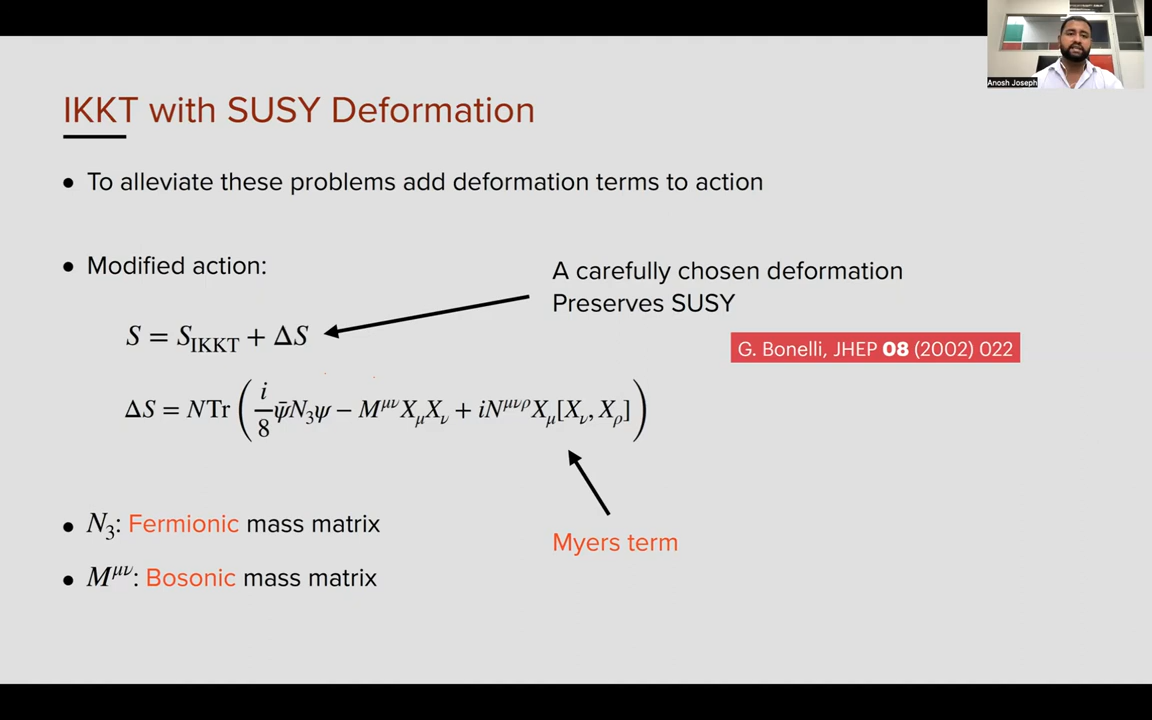 Anosh Joseph
IKKT with SUSY Deformation
• To alleviate these problems add deformation terms to action
• Modified action:
A carefully chosen deformation
Preserves SUSY
S = S_IKKT + ΔS
G. Bonelli, JHEP 08 (2002) 022
ΔS = NTr ( i/8 ψ̄N₃ψ − M^{μν}X_μX_ν + iN^{μνρ}X_μ[X_ν, X_ρ] )
• N₃: Fermionic mass matrix
Myers term
• M^{μν}: Bosonic mass matrix